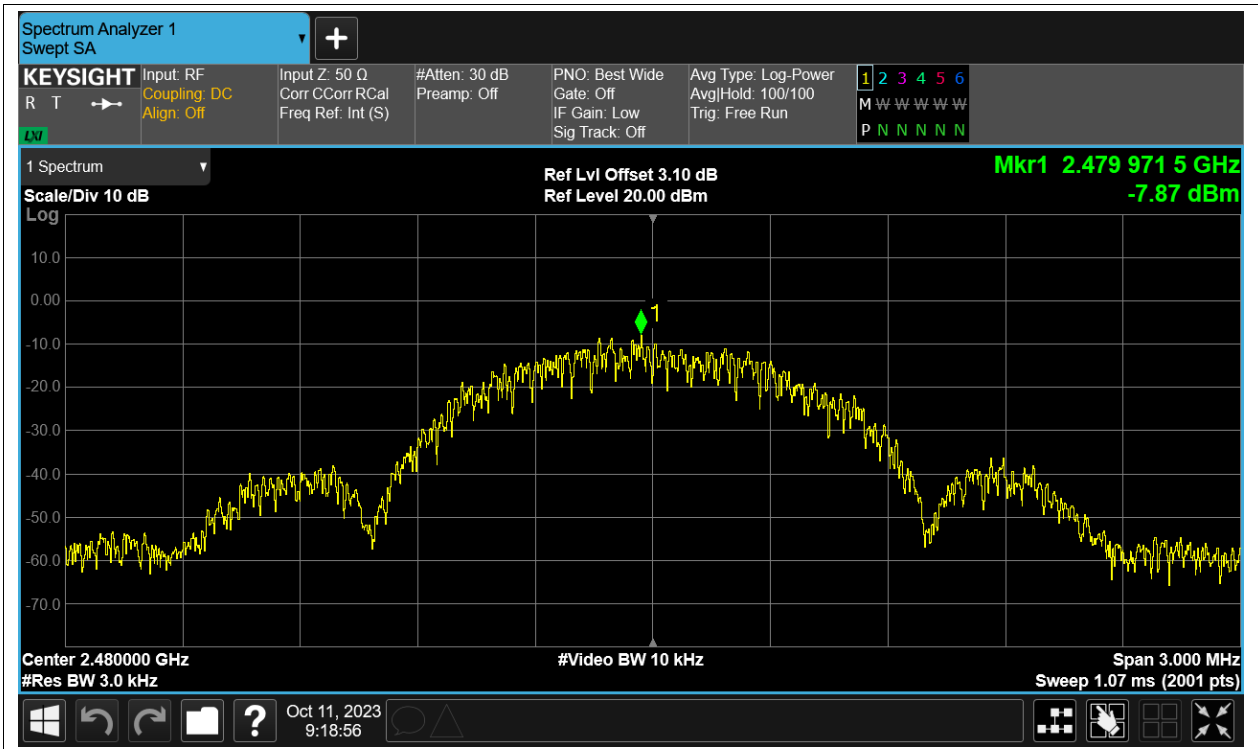 Spectrum Analyzer 1
Swept SA
KEYSIGHT
R T
LXI
Input: RF
Coupling: DC
Align: Off
Input Z: 50 Ω
Corr CCorr RCal
Freq Ref: Int (S)
#Atten: 30 dB
Preamp: Off
PNO: Best Wide
Gate: Off
IF Gain: Low
Sig Track: Off
Avg Type: Log-Power
Avg|Hold: 100/100
Trig: Free Run
1 2 3 4 5 6
M W W W W W
P N N N N N
1 Spectrum
Scale/Div 10 dB
Log
Ref Lvl Offset 3.10 dB
Ref Level 20.00 dBm
Mkr1 2.479 971 5 GHz
-7.87 dBm
10.0
0.00
1
-10.0
-20.0
-30.0
-40.0
-50.0
-60.0
-70.0
Center 2.480000 GHz
#Res BW 3.0 kHz
#Video BW 10 kHz
Span 3.000 MHz
Sweep 1.07 ms (2001 pts)
?
Oct 11, 2023
9:18:56